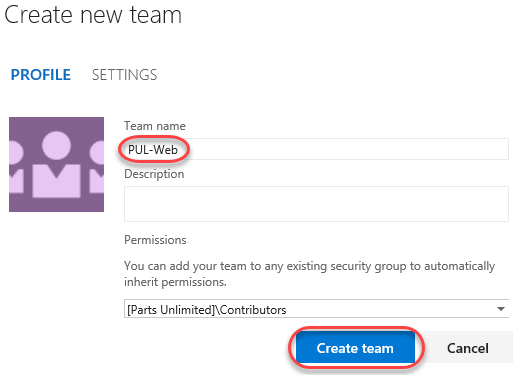 Create new team
PROFILE SETTINGS
Team name
PUL-Web
Description
Permissions
You can add your team to any existing security group to automatically
inherit permissions.
[Parts Unlimited]\Contributors
Create team Cancel